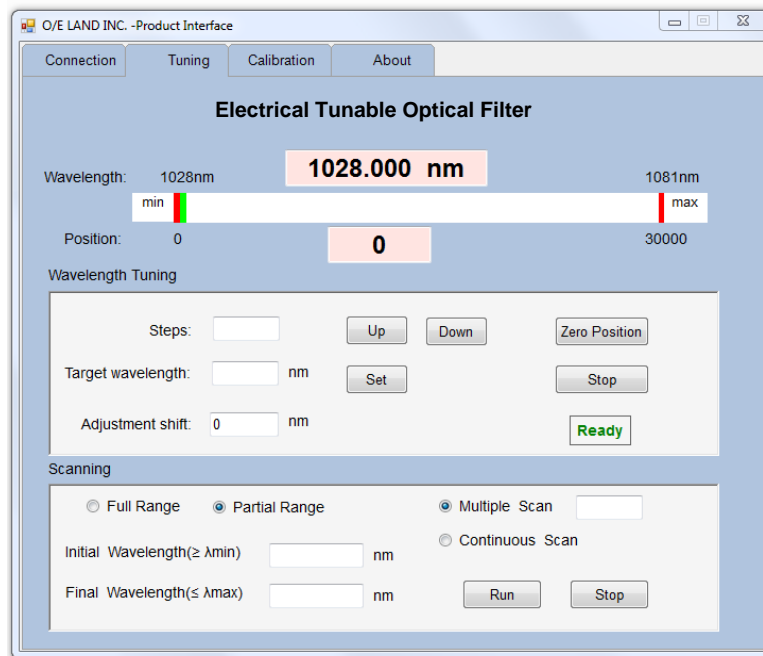 O/E LAND INC. -Product Interface
Connection Tuning Calibration About
Electrical Tunable Optical Filter
Wavelength: 1028nm 1028.000 nm 1081nm
min max
Position: 0 0 30000
Wavelength Tuning
Steps: Up Down Zero Position
Target wavelength: nm Set Stop
Adjustment shift: 0 nm Ready
Scanning
Full Range Partial Range Multiple Scan
Continuous Scan
Initial Wavelength(≥ λmin) nm
Final Wavelength(≤ λmax) nm Run Stop